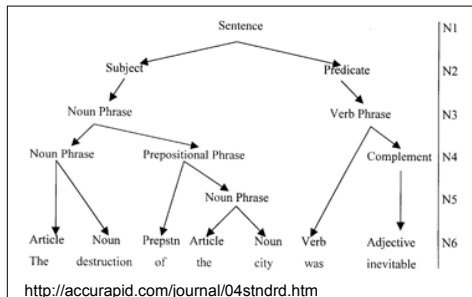 Sentence N1
Subject Predicate N2
Noun Phrase Verb Phrase N3
Noun Phrase Prepositional Phrase Complement N4
Noun Phrase N5
Article Noun Prepstn Article Noun Verb Adjective N6
The destruction of the city was inevitable
http://accurapid.com/journal/04stndrd.htm